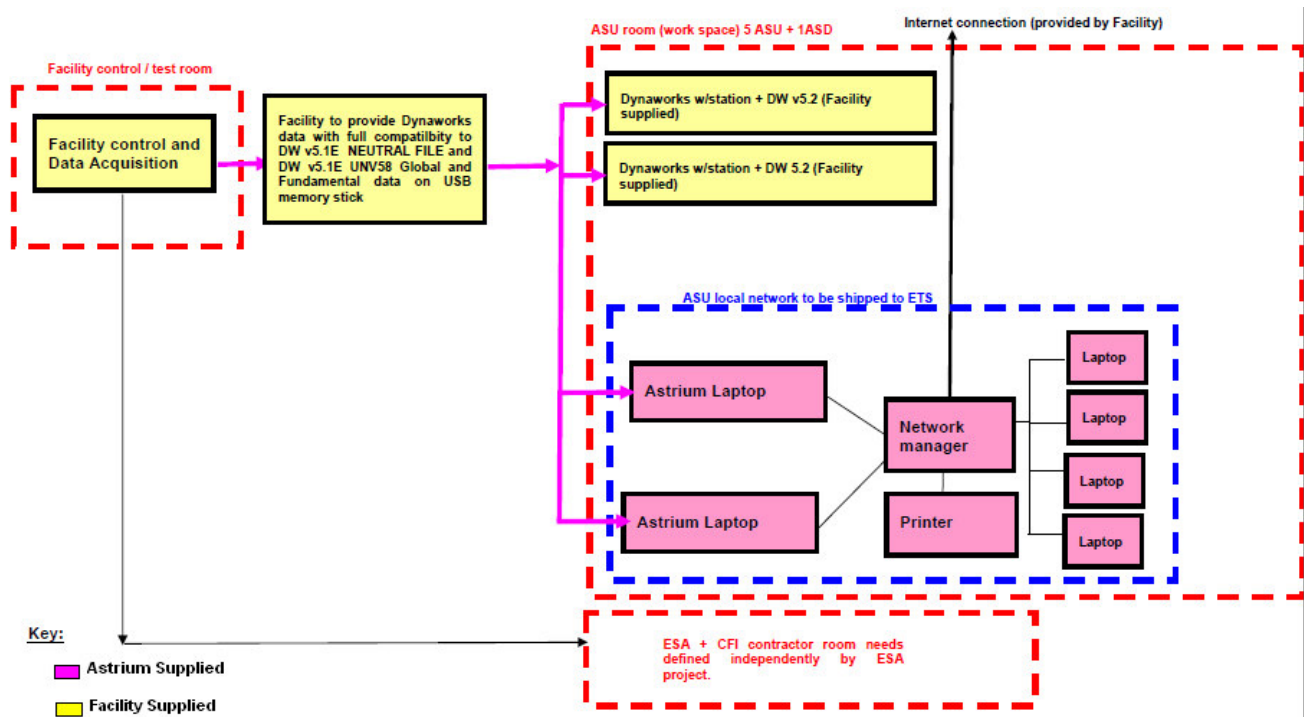 Internet connection (provided by Facility)
ASU room (work space) 5 ASU + 1ASD
Facility control / test room
Facility control and
Data Acquisition
Facility to provide Dynaworks
data with full compatilbity to
DW v5.1E NEUTRAL FILE and
DW v5.1E UNV58 Global and
Fundamental data on USB
memory stick
Dynaworks w/station + DW v5.2 (Facility
supplied)
Dynaworks w/station + DW 5.2 (Facility
supplied)
ASU local network to be shipped to ETS
Astrium Laptop
Astrium Laptop
Network
manager
Printer
Laptop
Laptop
Laptop
Laptop
ESA + CFI contractor room needs
defined independently by ESA
project.
Key:
Astrium Supplied
Facility Supplied